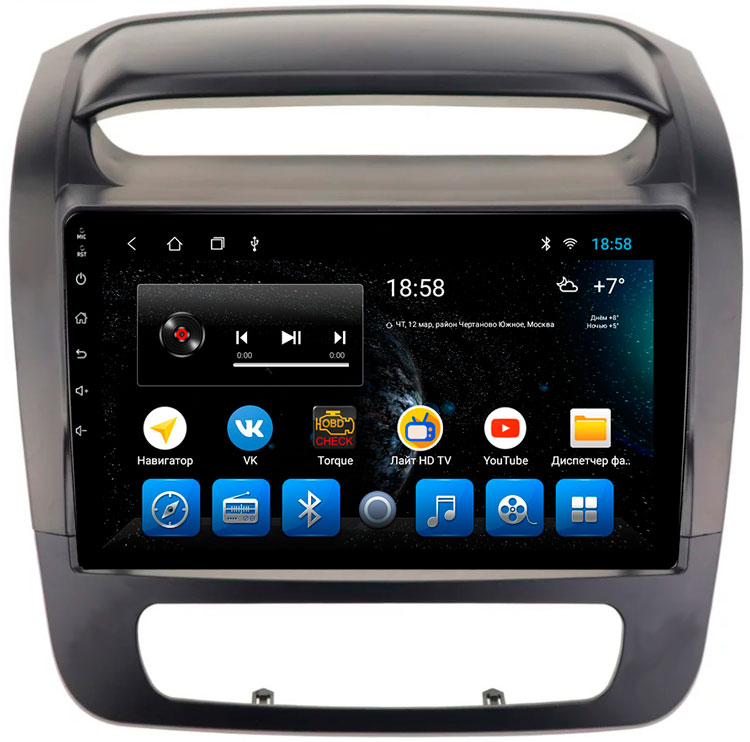 MIC
RST
18:58
18:58
+7°
ЧТ, 12 мар, район Чертаново Южное, Москва
Днём +8°
Ночью +5°
0:00
0:00
OBD
CHECK
Навигатор
VK
Torque
Лайт HD TV
YouTube
Диспетчер фа..